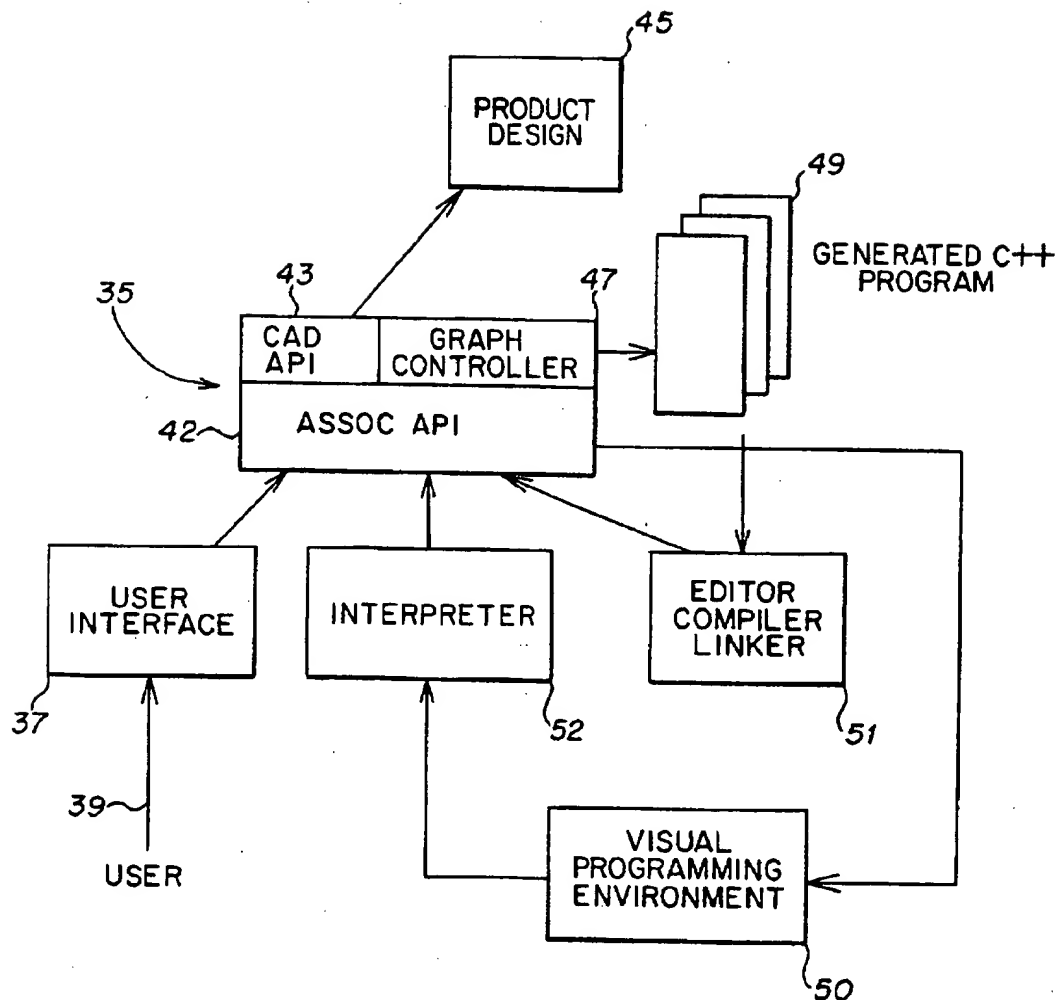 45
PRODUCT
DESIGN
49
GENERATED C++
PROGRAM
35
43
47
CAD
API
GRAPH
CONTROLLER
42
ASSOC API
USER
INTERFACE
INTERPRETER
EDITOR
COMPILER
LINKER
37
52
51
39
USER
VISUAL
PROGRAMMING
ENVIRONMENT
50